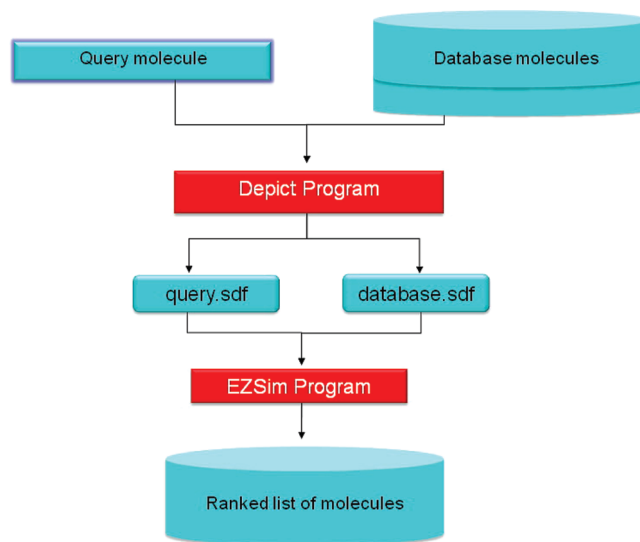 Query molecule
Database molecules
Depict Program
query.sdf
database.sdf
EZSim Program
Ranked list of molecules